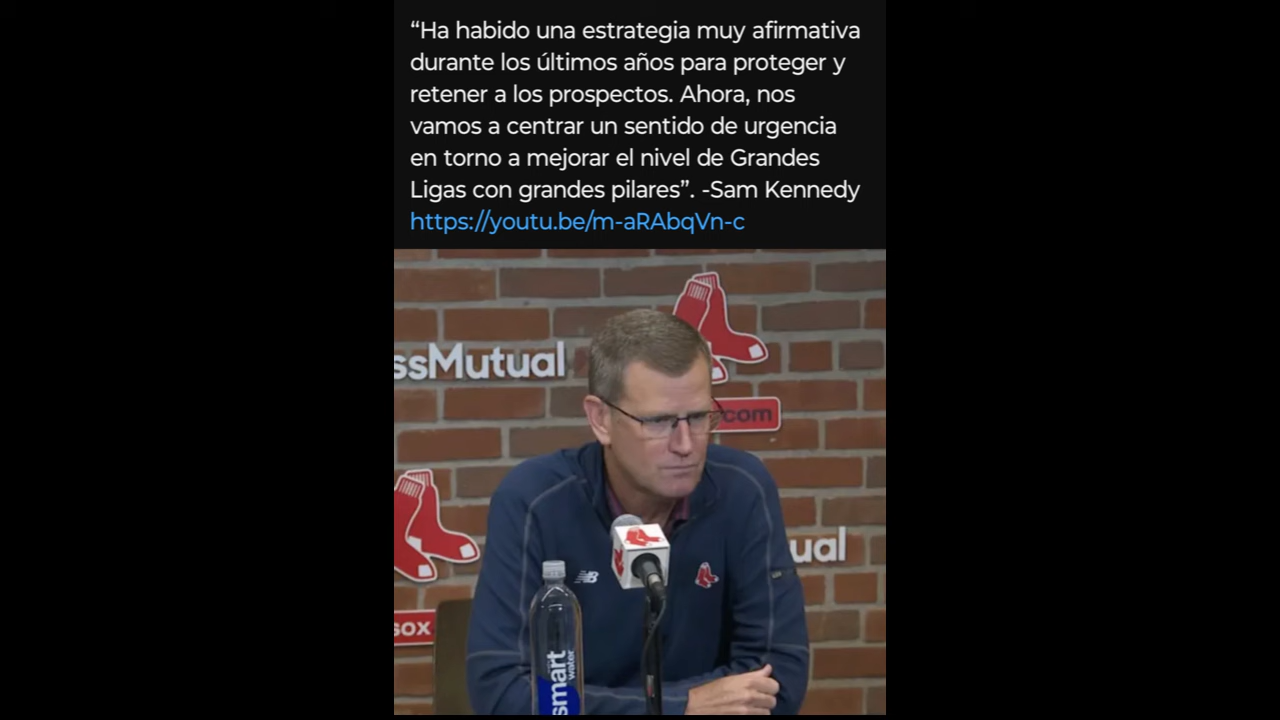 “Ha habido una estrategia muy afirmativa
durante los últimos años para proteger y
retener a los prospectos. Ahora, nos
vamos a centrar un sentido de urgencia
en torno a mejorar el nivel de Grandes
Ligas con grandes pilares”. -Sam Kennedy
https://youtu.be/m-aRAbqVn-c
ssMutual
com
ual
sox
smart
water